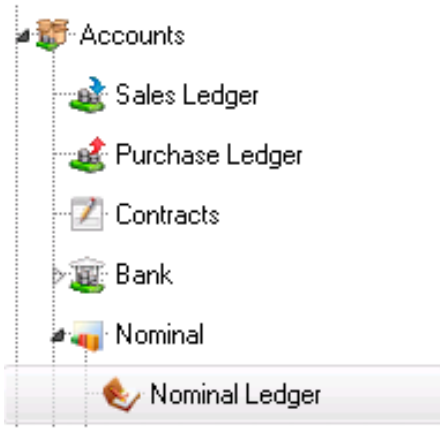 Accounts
Sales Ledger
Purchase Ledger
Contracts
Bank
Nominal
Nominal Ledger